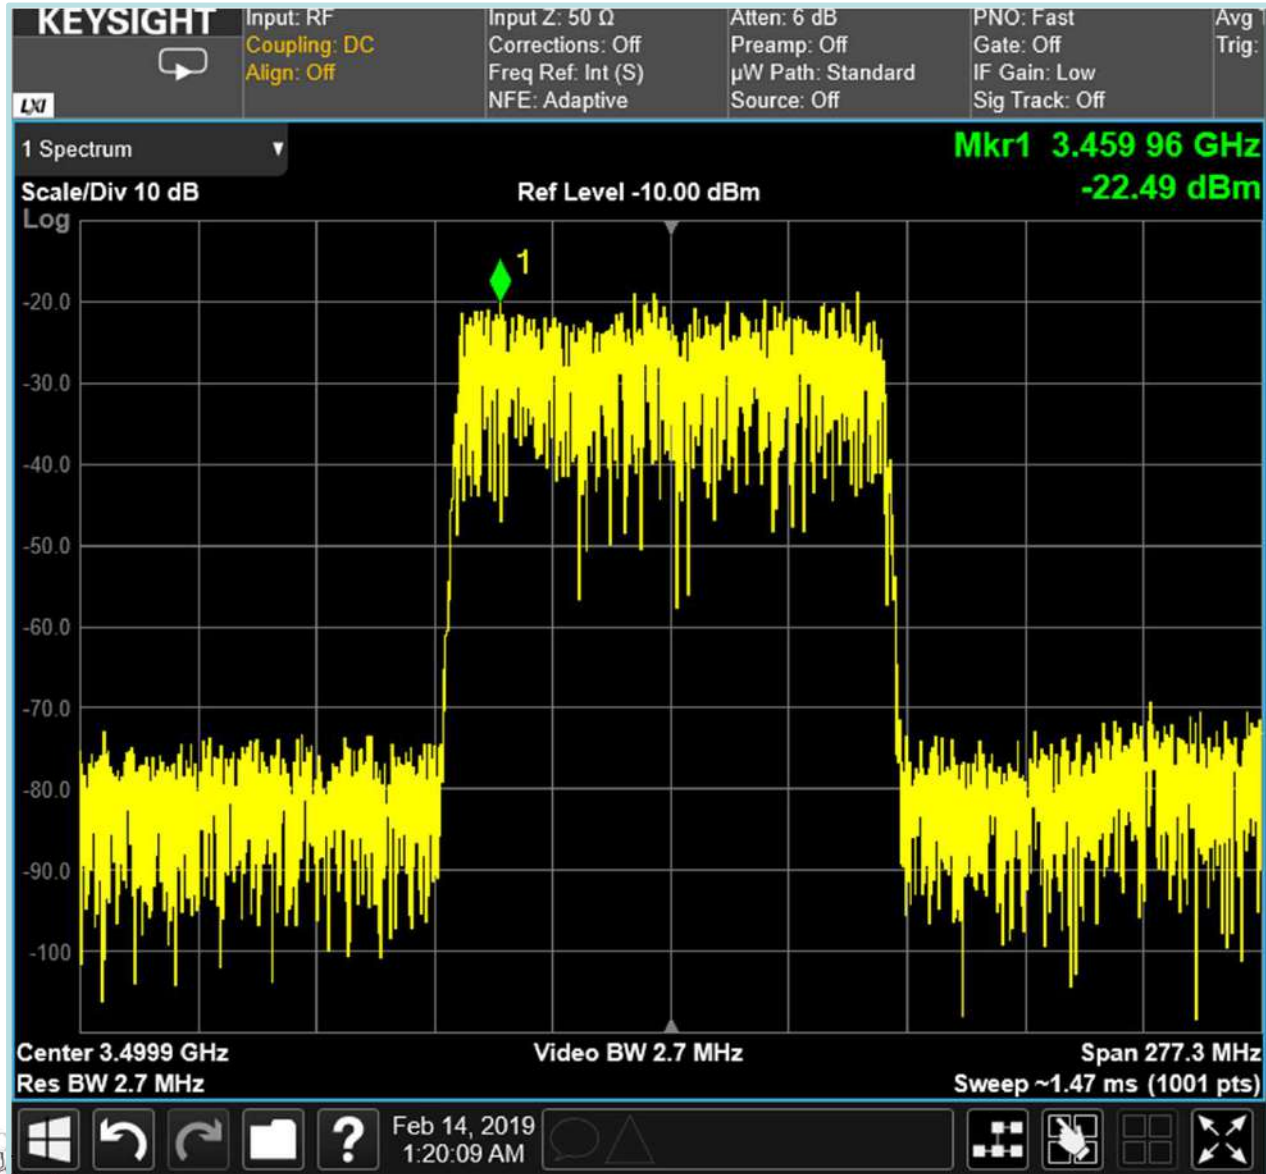 KEYSIGHT
LXI
Input: RF
Coupling: DC
Align: Off
Input Z: 50 Ω
Corrections: Off
Freq Ref: Int (S)
NFE: Adaptive
Atten: 6 dB
Preamp: Off
µW Path: Standard
Source: Off
PNO: Fast
Gate: Off
IF Gain: Low
Sig Track: Off
Avg
Trig:
1 Spectrum
Mkr1 3.459 96 GHz
-22.49 dBm
Scale/Div 10 dB
Ref Level -10.00 dBm
Log
1
-20.0
-30.0
-40.0
-50.0
-60.0
-70.0
-80.0
-90.0
-100
Center 3.4999 GHz
Video BW 2.7 MHz
Span 277.3 MHz
Res BW 2.7 MHz
Sweep ~1.47 ms (1001 pts)
?
Feb 14, 2019
1:20:09 AM